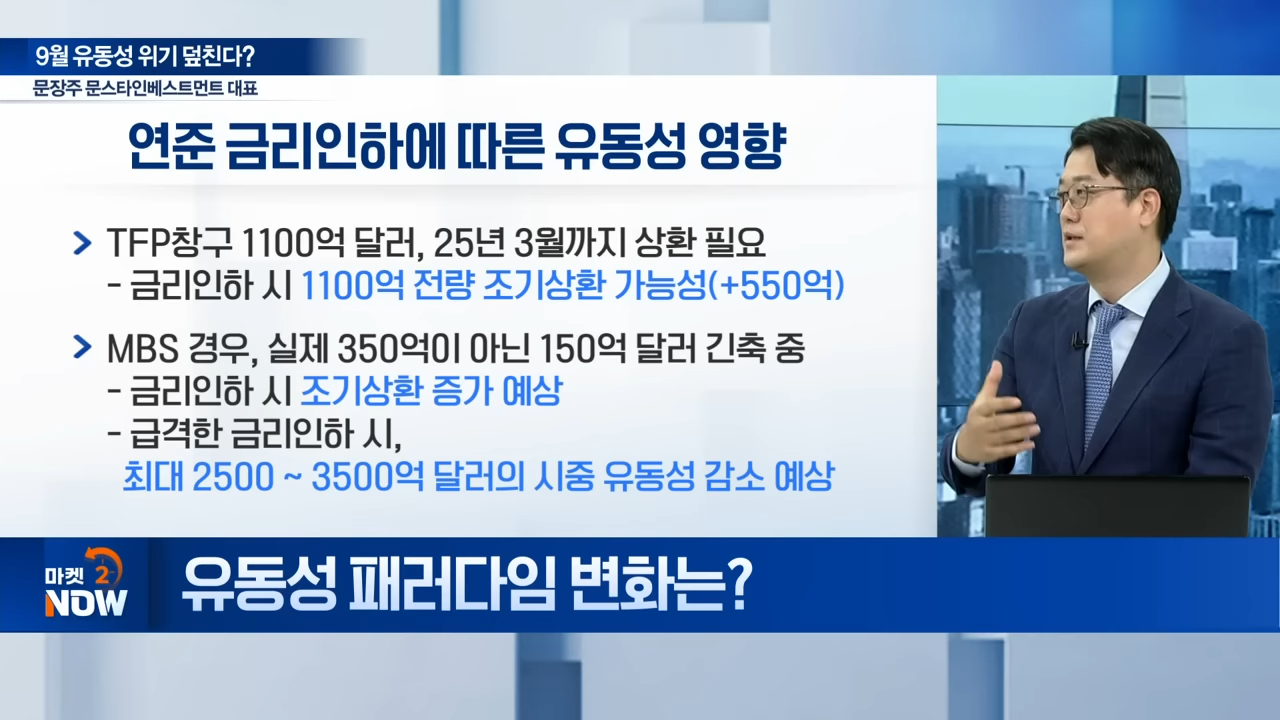 9월 유동성 위기 덮친다?
문장주 문스타인베스트먼트 대표
연준 금리인하에 따른 유동성 영향
TFP창구 1100억 달러, 25년 3월까지 상환 필요
- 금리인하 시 1100억 전량 조기상환 가능성(+550억)
MBS 경우, 실제 350억이 아닌 150억 달러 긴축 중
- 금리인하 시 조기상환 증가 예상
- 급격한 금리인하 시,
최대 2500 ~ 3500억 달러의 시중 유동성 감소 예상
마켓 2
NOW
유동성 패러다임 변화는?